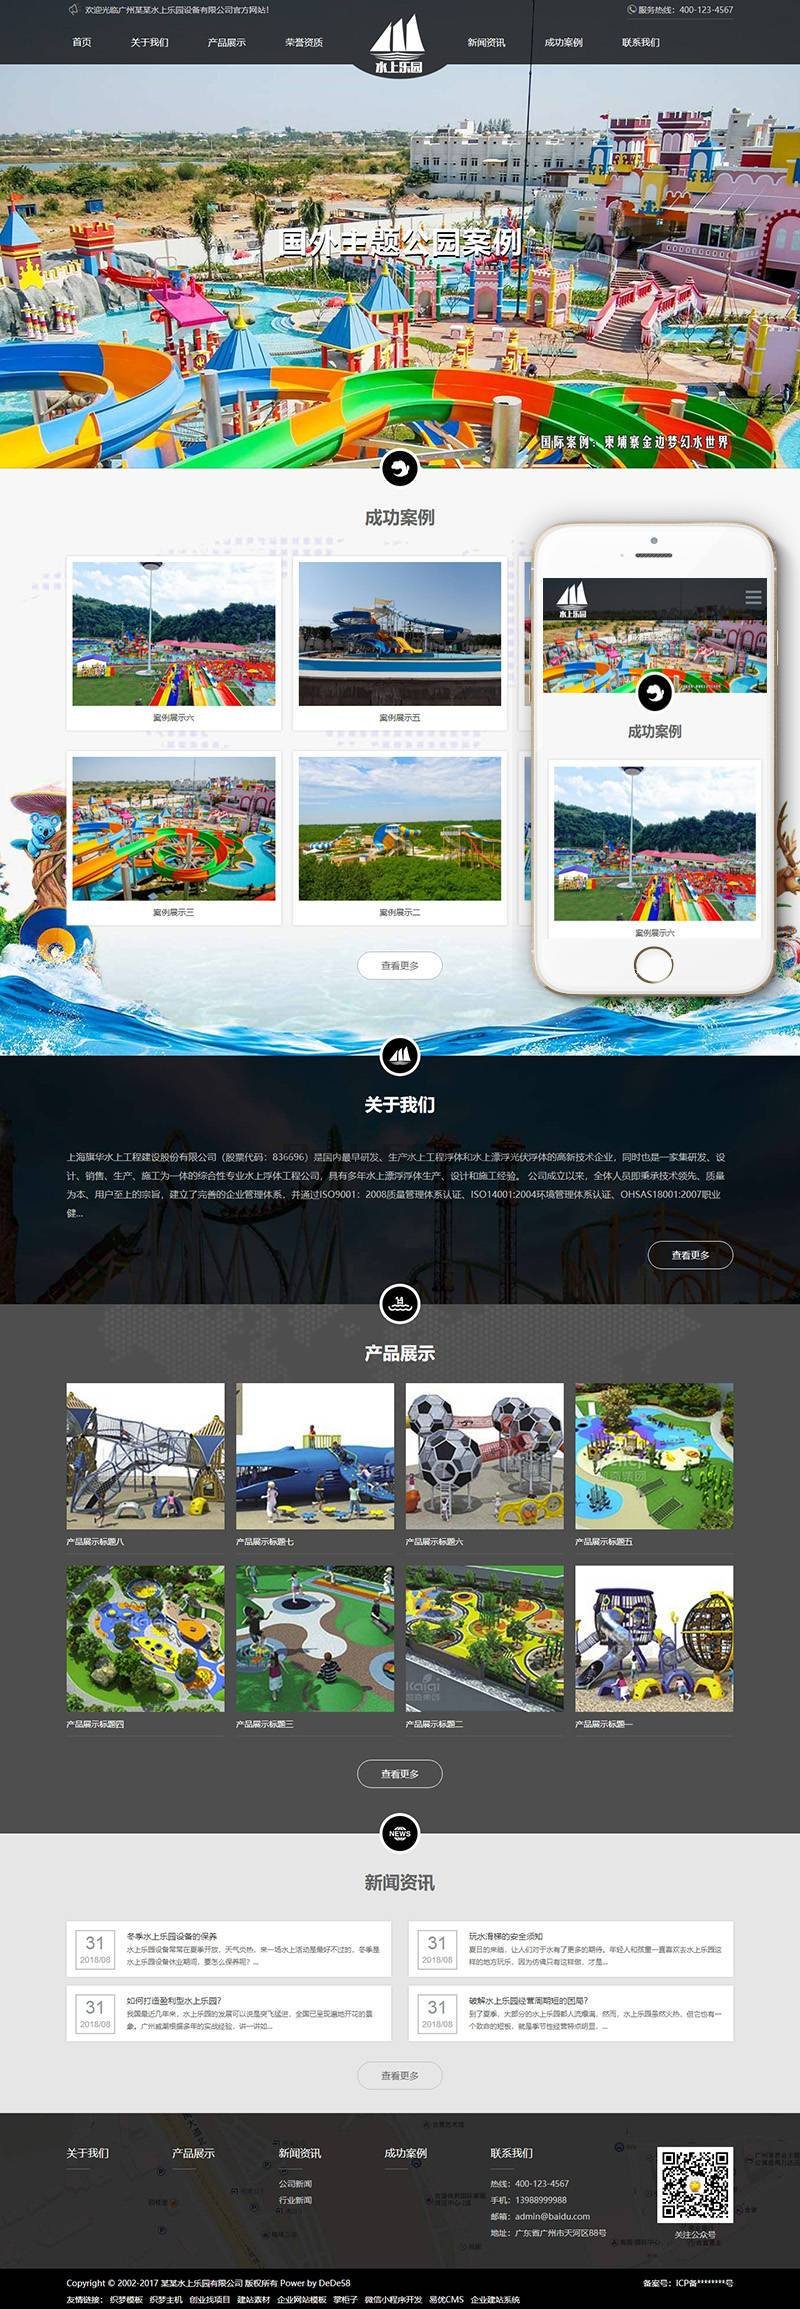 欢迎光临广州某某水上乐园设备有限公司官方网站！
服务热线：400-123-4567
首页 关于我们 产品展示 荣誉资质 水上乐园 新闻资讯 成功案例 联系我们
国外主题公园案例
国际案例：柬埔寨金边梦幻水世界
成功案例
案例展示六 案例展示五
案例展示三 案例展示二
查看更多
水上乐园
成功案例
案例展示六
关于我们
上海旗华水上工程建设股份有限公司（股票代码：836696）是国内最早研发、生产水上工程浮体和水上漂浮光伏浮体的高新技术企业，同时也是一家集研发、设
计、销售、生产、施工为一体的综合性专业水上浮体工程公司，具有多年水上漂浮浮体生产、设计和施工经验。 公司成立以来，全体人员即秉承技术领先、质量
为本、用户至上的宗旨，建立了完善的企业管理体系，并通过ISO9001：2008质量管理体系认证、ISO14001:2004环境管理体系认证、OHSAS18001:2007职业
健...
查看更多
产品展示
产品展示标题八 产品展示标题七 产品展示标题六 产品展示标题五
Kaiqi
凯奇集团
产品展示标题四 产品展示标题三 产品展示标题二 产品展示标题一
查看更多
NEWS
新闻资讯
31
2018/08
冬季水上乐园设备的保养
水上乐园设备常常在夏季开放，天气炎热，来一场水上活动是最好不过的，冬季是
水上乐园设备休业期间，要怎么保养呢？...
31
2018/08
玩水滑梯的安全须知
夏日的来临，让人们对于水有了更多的期待。年轻人和孩童一直喜欢去水上乐园这
样的地方玩乐，因为仿佛只有这样做，才是...
31
2018/08
如何打造盈利型水上乐园？
我国最近几年来，水上乐园的发展可以说是突飞猛进，全国已呈现遍地开花的景
象。广州威潮根据多年的实战经验，讲一讲如...
31
2018/08
破解水上乐园经营周期短的困局？
到了夏季，大部分的水上乐园都人流爆满，然而，水上乐园虽然火热，但它也有一
个致命的短板，就是季节性经营特点明显，...
查看更多
关于我们 产品展示 新闻资讯 成功案例 联系我们
公司新闻
行业新闻
热线：400-123-4567
手机：13988999988
邮箱：admin@baidu.com
地址：广东省广州市天河区88号
关注公众号
Copyright © 2002-2017 某某水上乐园有限公司 版权所有 Power by DeDe58
备案号：ICP备********号
友情链接： 织梦模板 织梦主机 创业找项目 建站素材 企业网站模板 掌柜子 微信小程序开发 易优CMS 企业建站系统